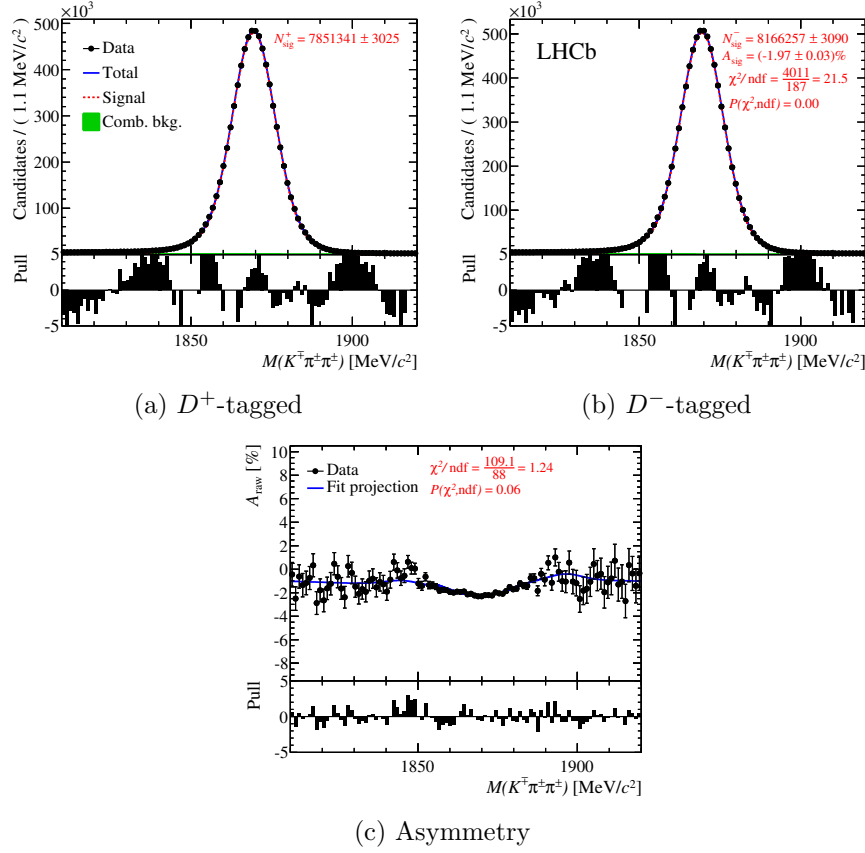 ×10³
500
400
300
200
100
Candidates / ( 1.1 MeV/c²)
Data
Total
Signal
Comb. bkg.
N⁺sig = 7851341 ± 3025
5
0
-5
Pull
1850 1900
M(K∓π±π±) [MeV/c²]
(a) D⁺-tagged
×10³
500
400
300
200
100
Candidates / ( 1.1 MeV/c²)
LHCb
N⁻sig = 8166257 ± 3090
Asig = (-1.97 ± 0.03)%
χ²/ ndf = 4011/187 = 21.5
P(χ²,ndf) = 0.00
5
0
-5
Pull
1850 1900
M(K∓π±π±) [MeV/c²]
(b) D⁻-tagged
10
8
6
4
2
0
-2
-4
-6
-8
Araw [%]
Data
Fit projection
χ²/ ndf = 109.1/88 = 1.24
P(χ²,ndf) = 0.06
5
0
-5
Pull
1850 1900
M(K∓π±π±) [MeV/c²]
(c) Asymmetry